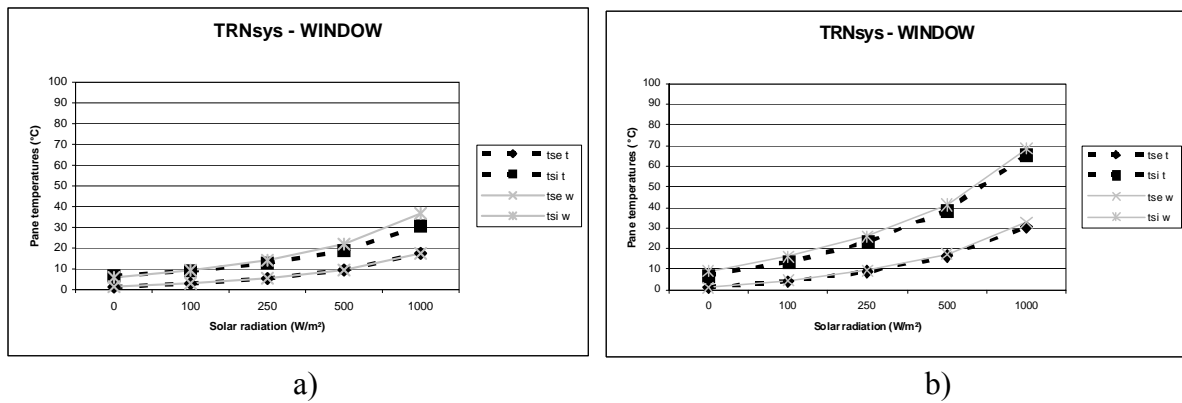 TRNsys - WINDOW
Pane temperatures (°C)
100
90
80
70
60
50
40
30
20
10
0
0 100 250 500 1000
Solar radiation (W/m²)
tse t
tsi t
tse w
tsi w
a)
TRNsys - WINDOW
Pane temperatures (°C)
100
90
80
70
60
50
40
30
20
10
0
0 100 250 500 1000
Solar radiation (W/m²)
tse t
tsi t
tse w
tsi w
b)